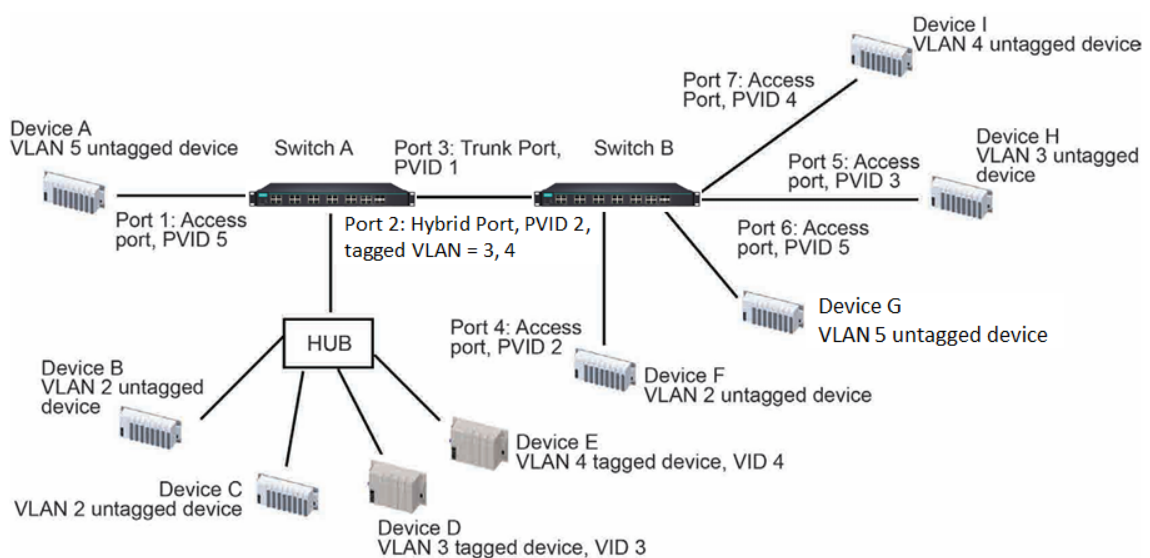 Device I
VLAN 4 untagged device
Port 7: Access
Port, PVID 4
Device A
VLAN 5 untagged device
Switch A
Port 3: Trunk Port,
PVID 1
Switch B
Device H
VLAN 3 untagged
device
Port 5: Access
port, PVID 3
Port 1: Access
port, PVID 5
Port 2: Hybrid Port, PVID 2,
tagged VLAN = 3, 4
Port 6: Access
port, PVID 5
Device G
VLAN 5 untagged device
HUB
Port 4: Access
port, PVID 2
Device B
VLAN 2 untagged
device
Device F
VLAN 2 untagged device
Device E
VLAN 4 tagged device, VID 4
Device C
VLAN 2 untagged device
Device D
VLAN 3 tagged device, VID 3